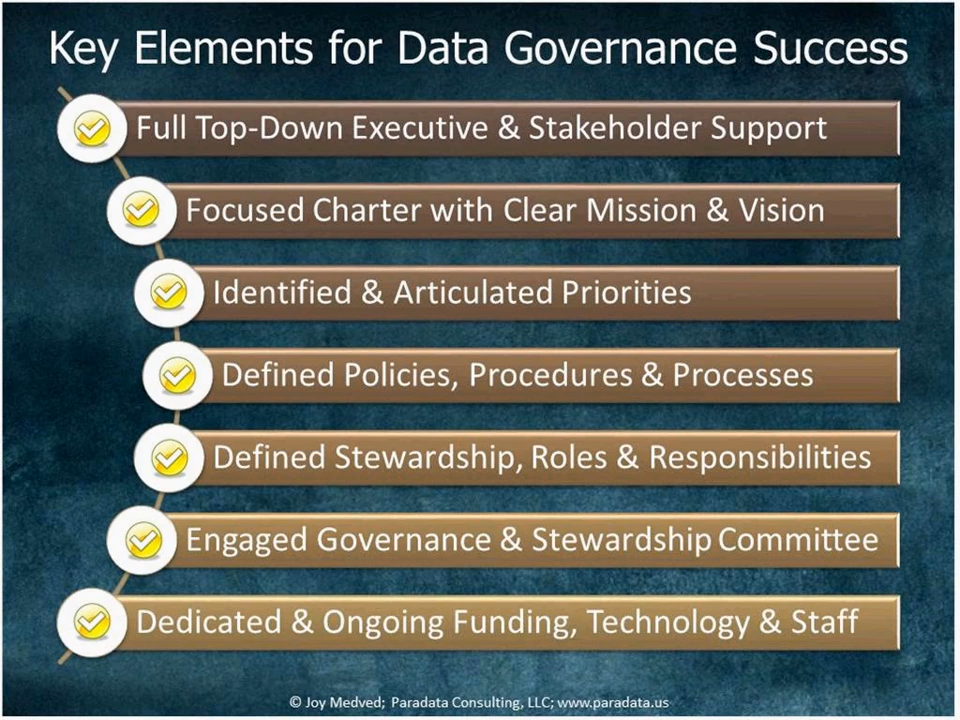 Key Elements for Data Governance Success
Full Top-Down Executive & Stakeholder Support
Focused Charter with Clear Mission & Vision
Identified & Articulated Priorities
Defined Policies, Procedures & Processes
Defined Stewardship, Roles & Responsibilities
Engaged Governance & Stewardship Committee
Dedicated & Ongoing Funding, Technology & Staff
© Joy Medved; Paradata Consulting, LLC; www.paradata.us